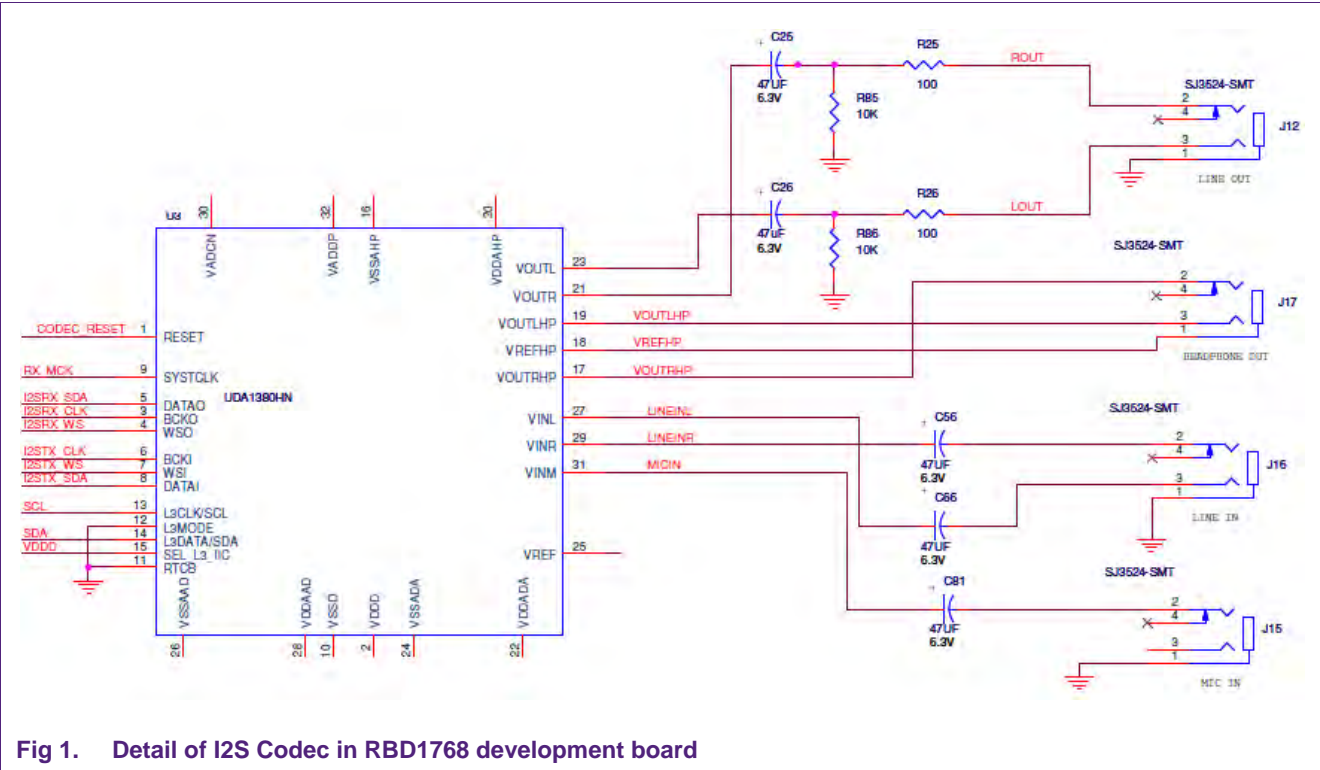 C25
+
47UF
6.3V
R25
100
ROUT
R85
10K
SJ3524-SMT
2
4
3
1
J12
LINE OUT
C26
+
47uF
6.3V
R26
100
LOUT
R86
10K
SJ3524-SMT
2
4
3
1
J17
HEADPHONE OUT
30
32
16
VADCN
VADDP
VSSAHP
VDDAHP
CODEC_RESET 1 RESET
RX_MCK 9 SYSTCLK
UDA1380HN
I2SRX_SDA 5 DATAO
I2SRX_CLK 3 BCKO
I2SRX_WS 4 WSO
I2STX_CLK 6 BCKI
I2STX_WS 7 WSI
I2STX_SDA 8 DATAI
SCL 13 L3CLK/SCL
12 L3MODE
SDA 14 L3DATA/SDA
VDDD 15 SEL_L3_IIC
11 RTCB
VOUTL 23
VOUTR 21
VOUTLHP 19 VOUTLHP
VREFHP 18 VREFHP
VOUTRHP 17 VOUTRHP
VINL 27 LINEINL
VINR 29 LINEINR
VINM 31 MICIN
VREF 25
VSSAAD
VDDAAD
VSSD
VDDD
VSSADA
VDDADA
26
28
10
2
24
22
C56
+
47UF
6.3V
+
C66
47UF
6.3V
SJ3524-SMT
2
4
3
1
J16
LINE IN
C81
+
47UF
6.3V
SJ3524-SMT
2
4
3
1
J15
MIC IN
Fig 1. Detail of I2S Codec in RBD1768 development board